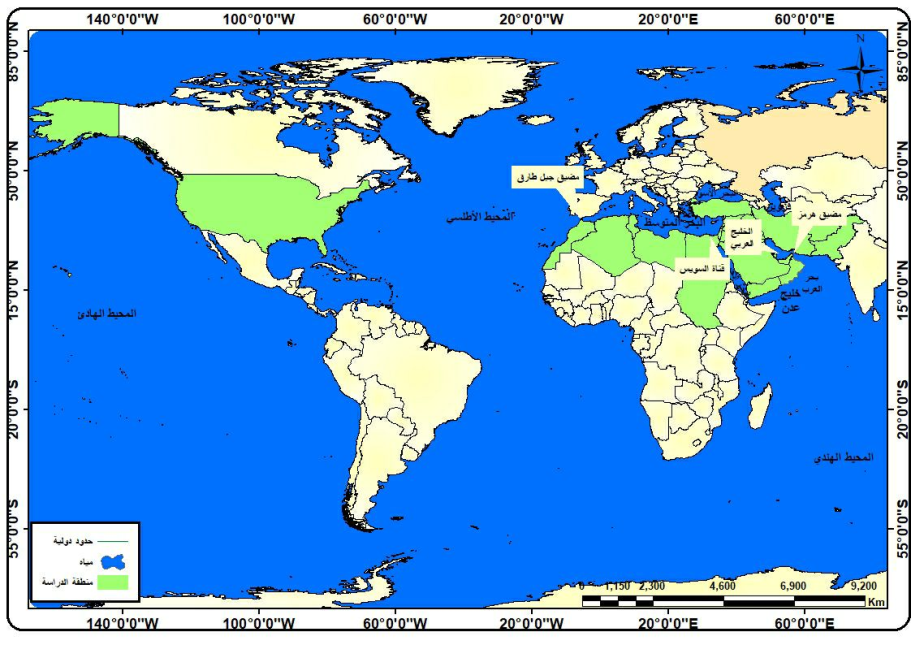 140°0'0"W 100°0'0"W 60°0'0"W 20°0'0"W 20°0'0"E 60°0'0"E
85°0'0"N 85°0'0"N
N
50°0'0"N 50°0'0"N
مضيق جبل طارق
المحيط الأطلسي
البحر المتوسط
مضيق هرمز
الخليج
العربي
قناة السويس
بحر
العرب
خليج
عدن
15°0'0"N 15°0'0"N
المحيط الهادئ
20°0'0"S 20°0'0"S
المحيط الهندي
55°0'0"S 55°0'0"S
حدود دولية
مياه
منطقة الدراسة
0 1,150 2,300 4,600 6,900 9,200
Km
140°0'0"W 100°0'0"W 60°0'0"W 20°0'0"W 20°0'0"E 60°0'0"E